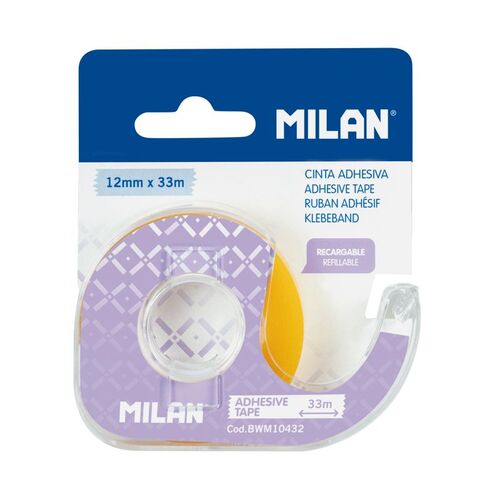 MILAN®
12mm x 33m
CINTA ADHESIVA
ADHESIVE TAPE
RUBAN ADHÉSIF
KLEBEBAND
RECARGABLE
REFILLABLE
MILAN
ADHESIVE
TAPE
33m
Cod.BWM10432